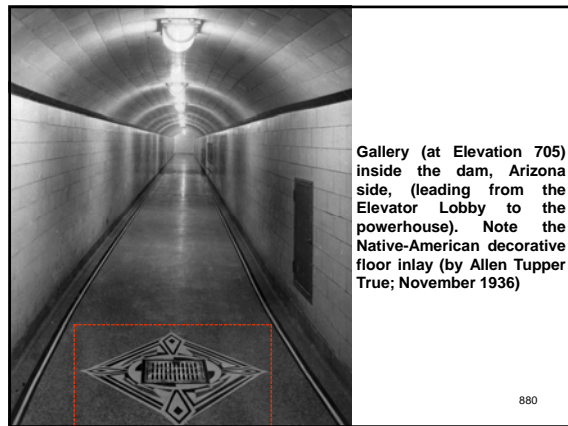 Gallery (at Elevation 705)
inside the dam, Arizona
side, (leading from the
Elevator Lobby to the
powerhouse). Note the
Native-American decorative
floor inlay (by Allen Tupper
True; November 1936)
880